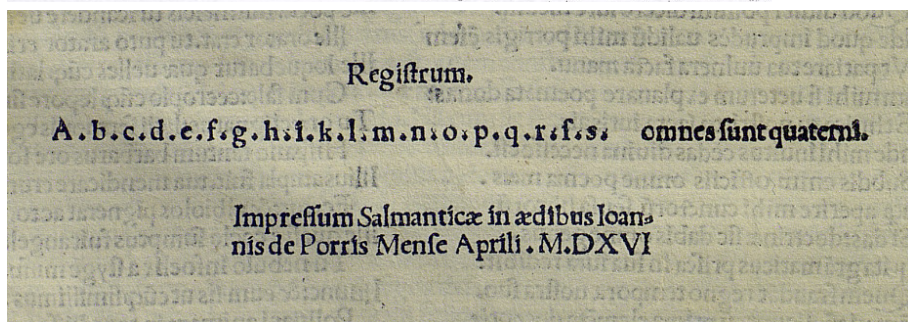 Regiſtrum.
A.b.c.d.e.f.g.h.i.k.l.m.n.o.p.q.r.ſ.s. omnes ſunt quaterni.
Impreſſum Salmanticæ in ædibus Ioan-
nis de Porris Menſe Aprili . M.DXVI